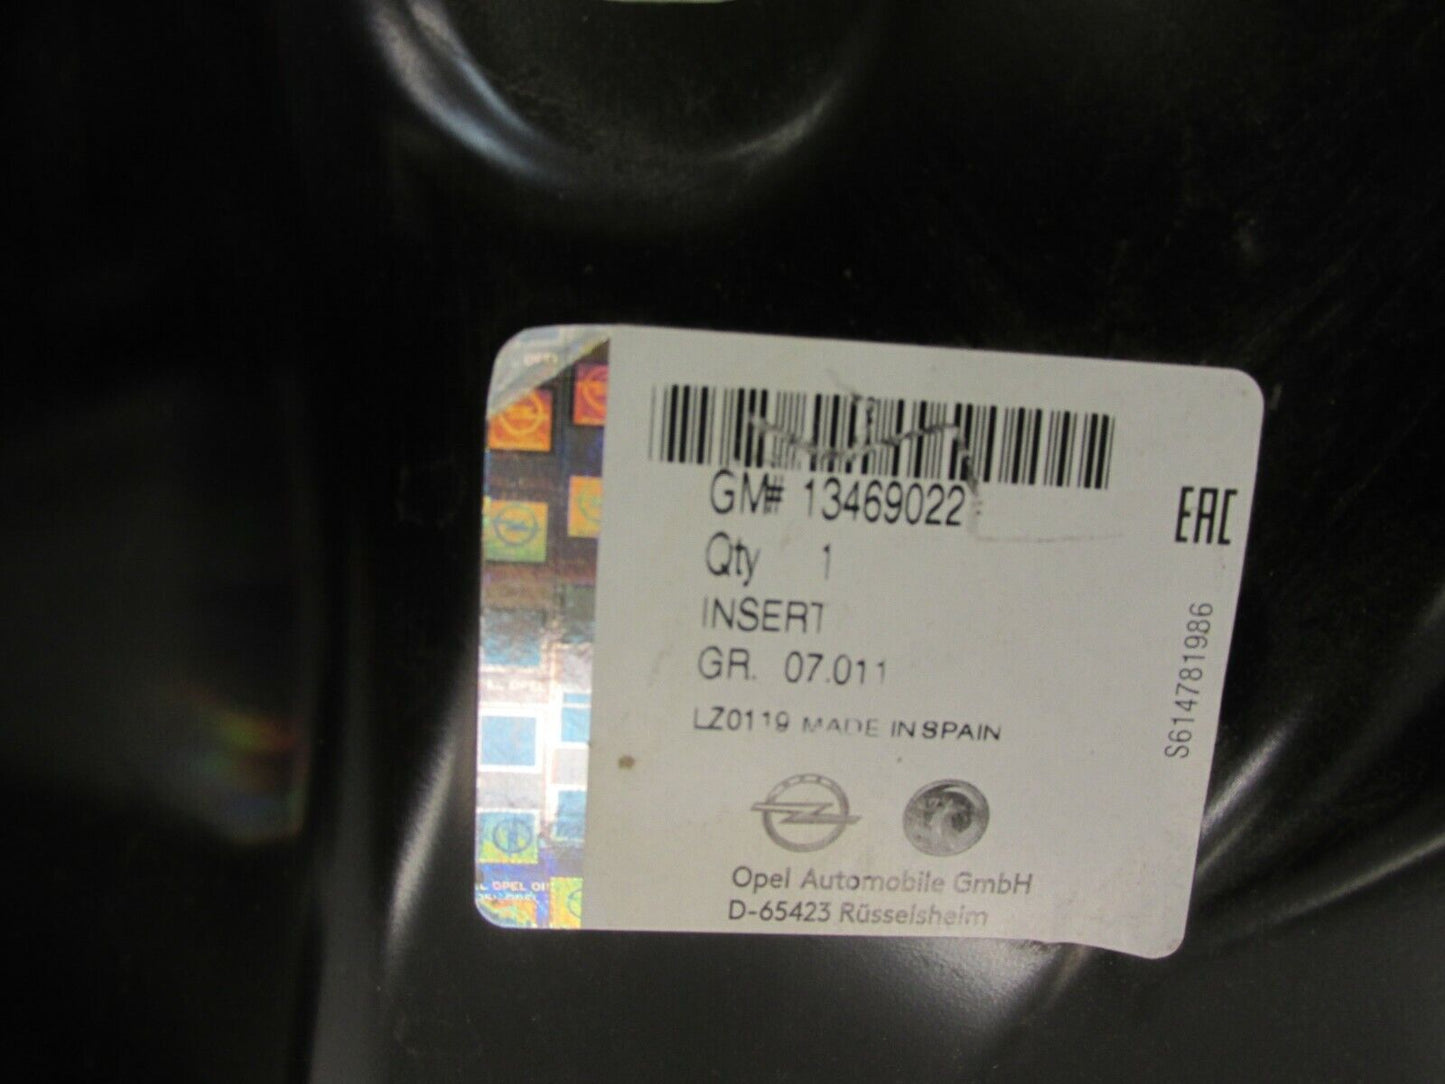 GM# 13469022
Qty 1
INSERT
GR. 07.011
LZ0119 MADE IN SPAIN
Opel Automobile GmbH
D-65423 Rüsselsheim
EAC
S614781986
OPEL